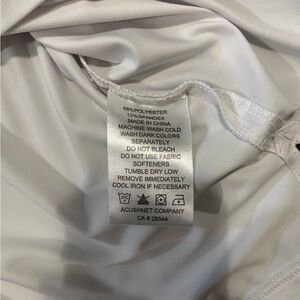 88%POLYESTER
12%SPANDEX
MADE IN CHINA
MACHINE WASH COLD
WASH DARK COLORS
SEPARATELY
DO NOT BLEACH
DO NOT USE FABRIC
SOFTENERS
TUMBLE DRY LOW
REMOVE IMMEDIATELY
COOL IRON IF NECESSARY
ACUSHNET COMPANY
CA # 28544